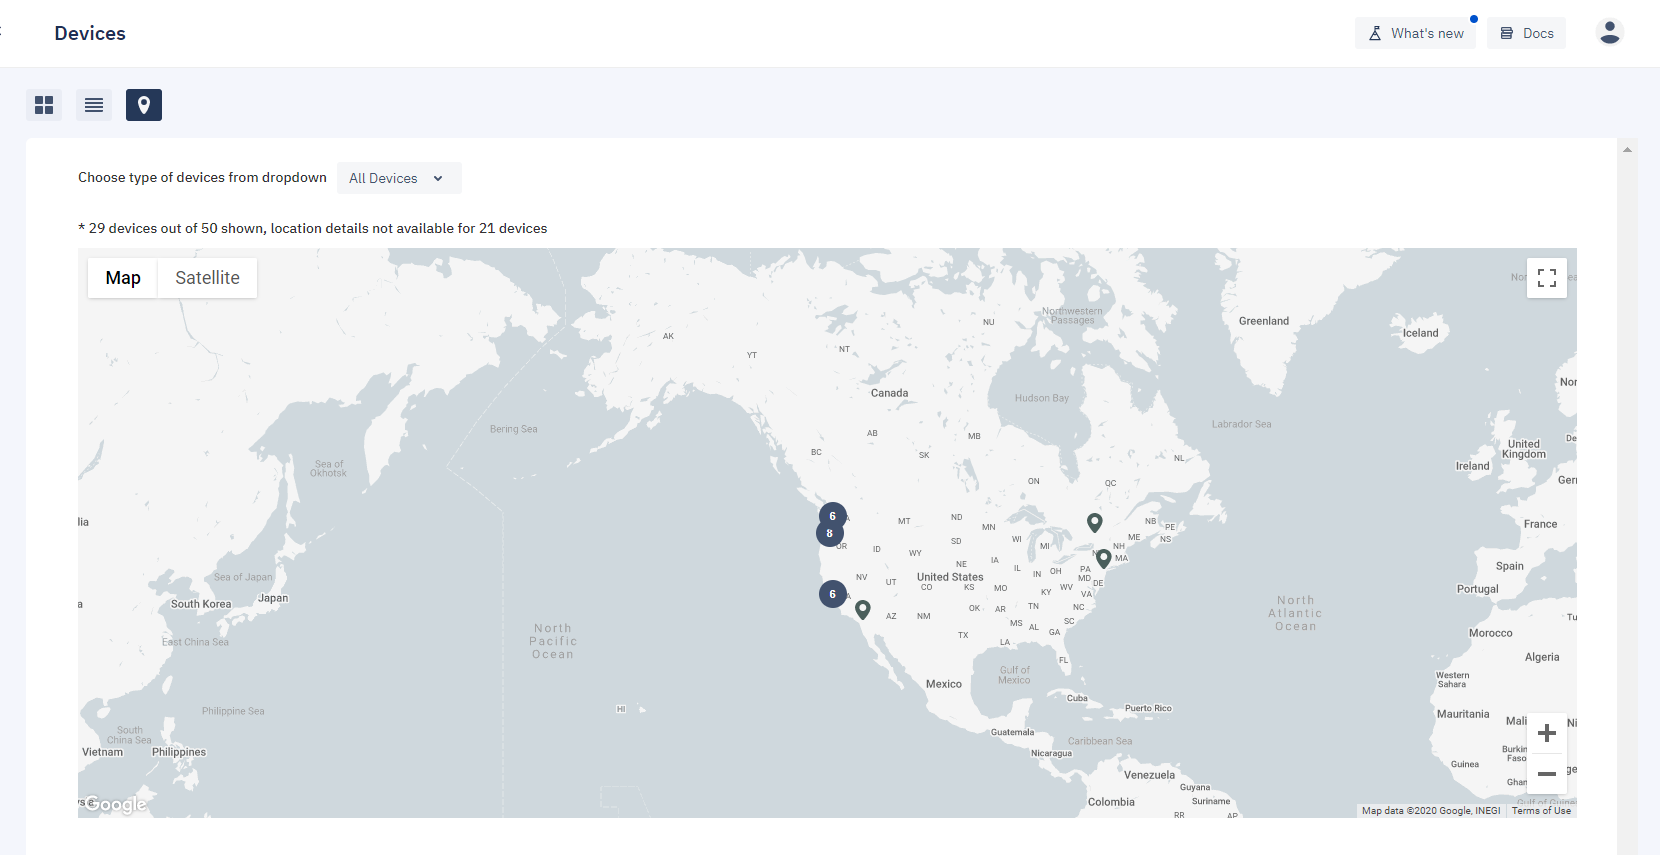 Devices
What's new
Docs
Choose type of devices from dropdown
All Devices
* 29 devices out of 50 shown, location details not available for 21 devices
Map
Satellite
Greenland
Iceland
NU
Northwestern
Passages
AK
YT
NT
Canada
Hudson Bay
Labrador Sea
Bering Sea
Sea of
Okhotsk
AB
MB
BC
SK
NL
ON
QC
United
Kingdom
Ireland
France
Spain
Portugal
6
8
6
OR
MT
ND
MN
ID
WY
SD
WI
MI
NB
PE
NS
ME
NH
MA
NV
UT
NE
IA
IL
IN
OH
PA
MD
DE
United States
CO
KS
MO
KY
WV
VA
AZ
NM
OK
AR
TN
NC
SC
MS
AL
GA
TX
LA
FL
Sea of Japan
South Korea
Japan
East China Sea
North
Pacific
Ocean
North
Atlantic
Ocean
Morocco
Algeria
Western
Sahara
Mauritania
Mali
Gulf of
Mexico
Mexico
Cuba
Puerto Rico
HI
Philippine Sea
South
China Sea
Vietnam
Philippines
Guatemala
Nicaragua
Caribbean Sea
Venezuela
Guyana
Suriname
Colombia
RR
AP
Guinea
Google
Map data ©2020 Google, INEGI
Terms of Use